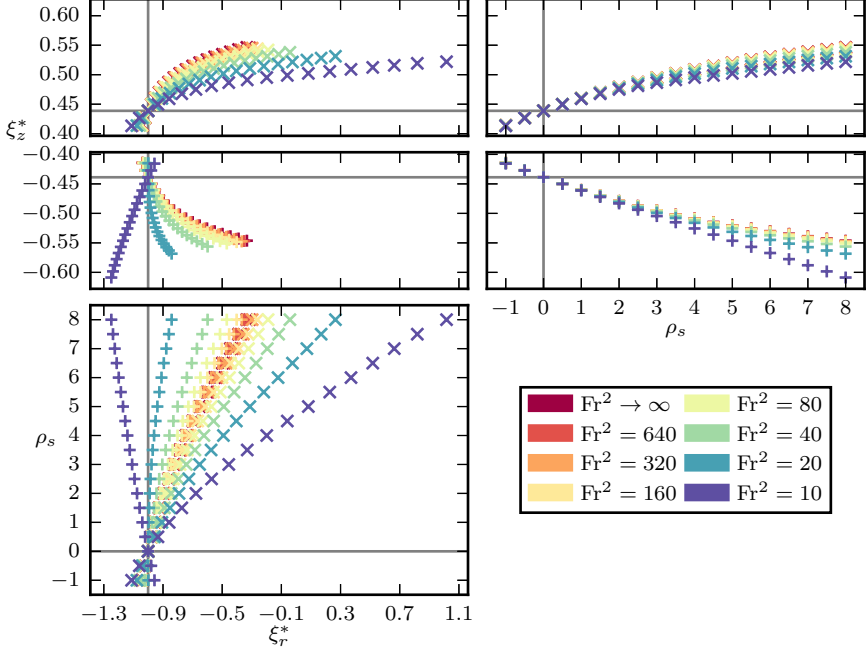 0.60
0.55
0.50
0.45
0.40
ξ*z
−0.40
−0.45
−0.50
−0.55
−0.60
−1 0 1 2 3 4 5 6 7 8
ρs
8
7
6
5
4
3
2
1
0
−1
ρs
−1.3 −0.9 −0.5 −0.1 0.3 0.7 1.1
ξ*r
Fr² → ∞
Fr² = 640
Fr² = 320
Fr² = 160
Fr² = 80
Fr² = 40
Fr² = 20
Fr² = 10